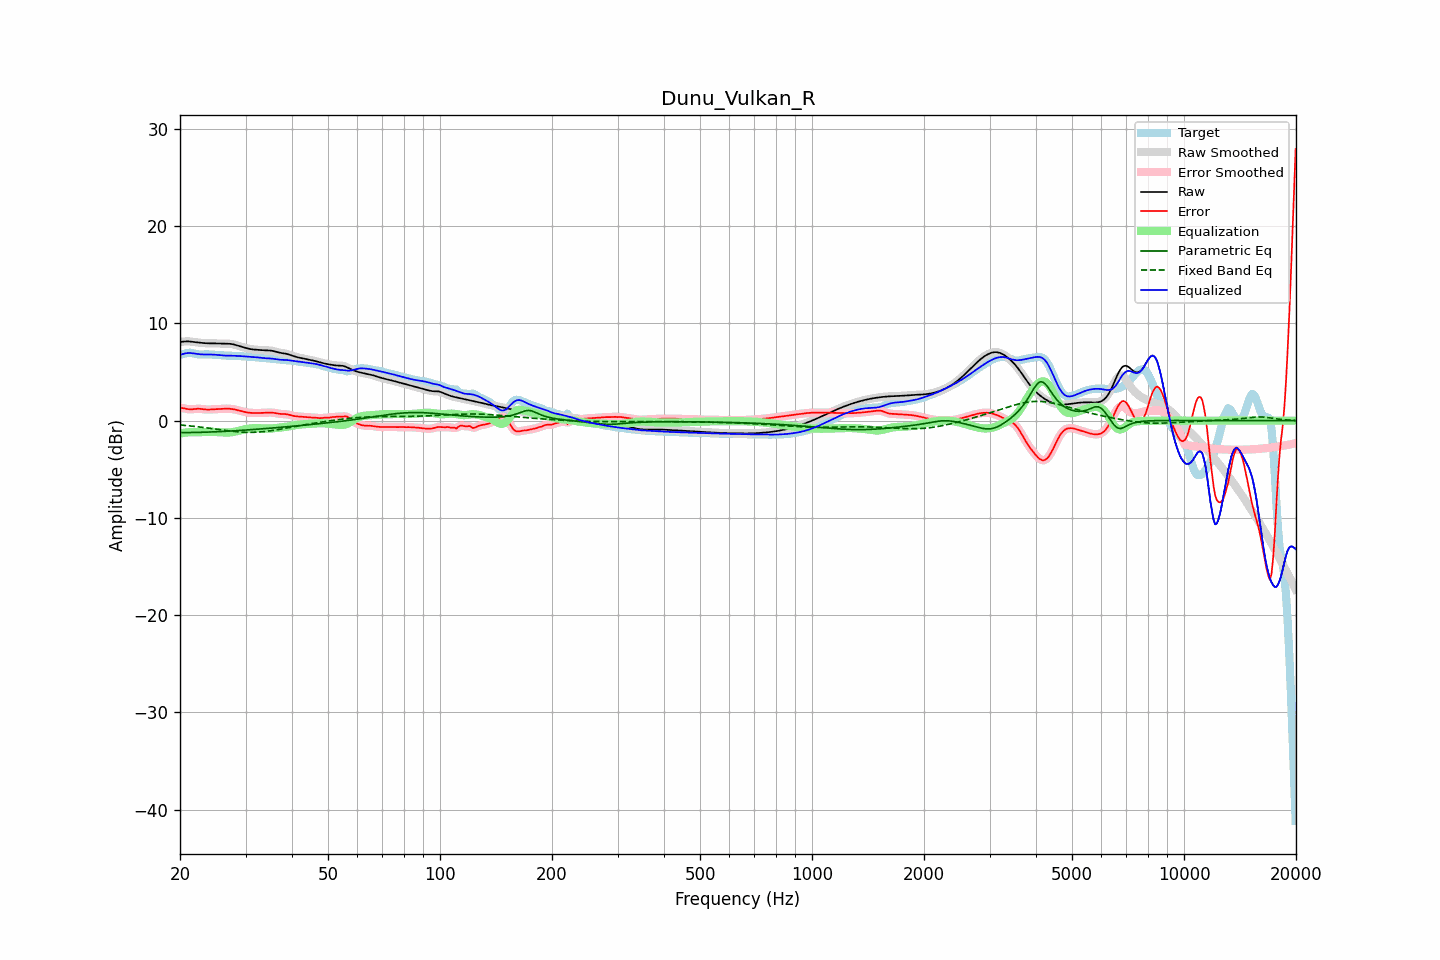 Dunu_Vulkan_R
Target
Raw Smoothed
Error Smoothed
Raw
Error
Equalization
Parametric Eq
Fixed Band Eq
Equalized
30
20
10
0
−10
−20
−30
−40
Amplitude (dBr)
20
50
100
200
500
1000
2000
5000
10000
20000
Frequency (Hz)